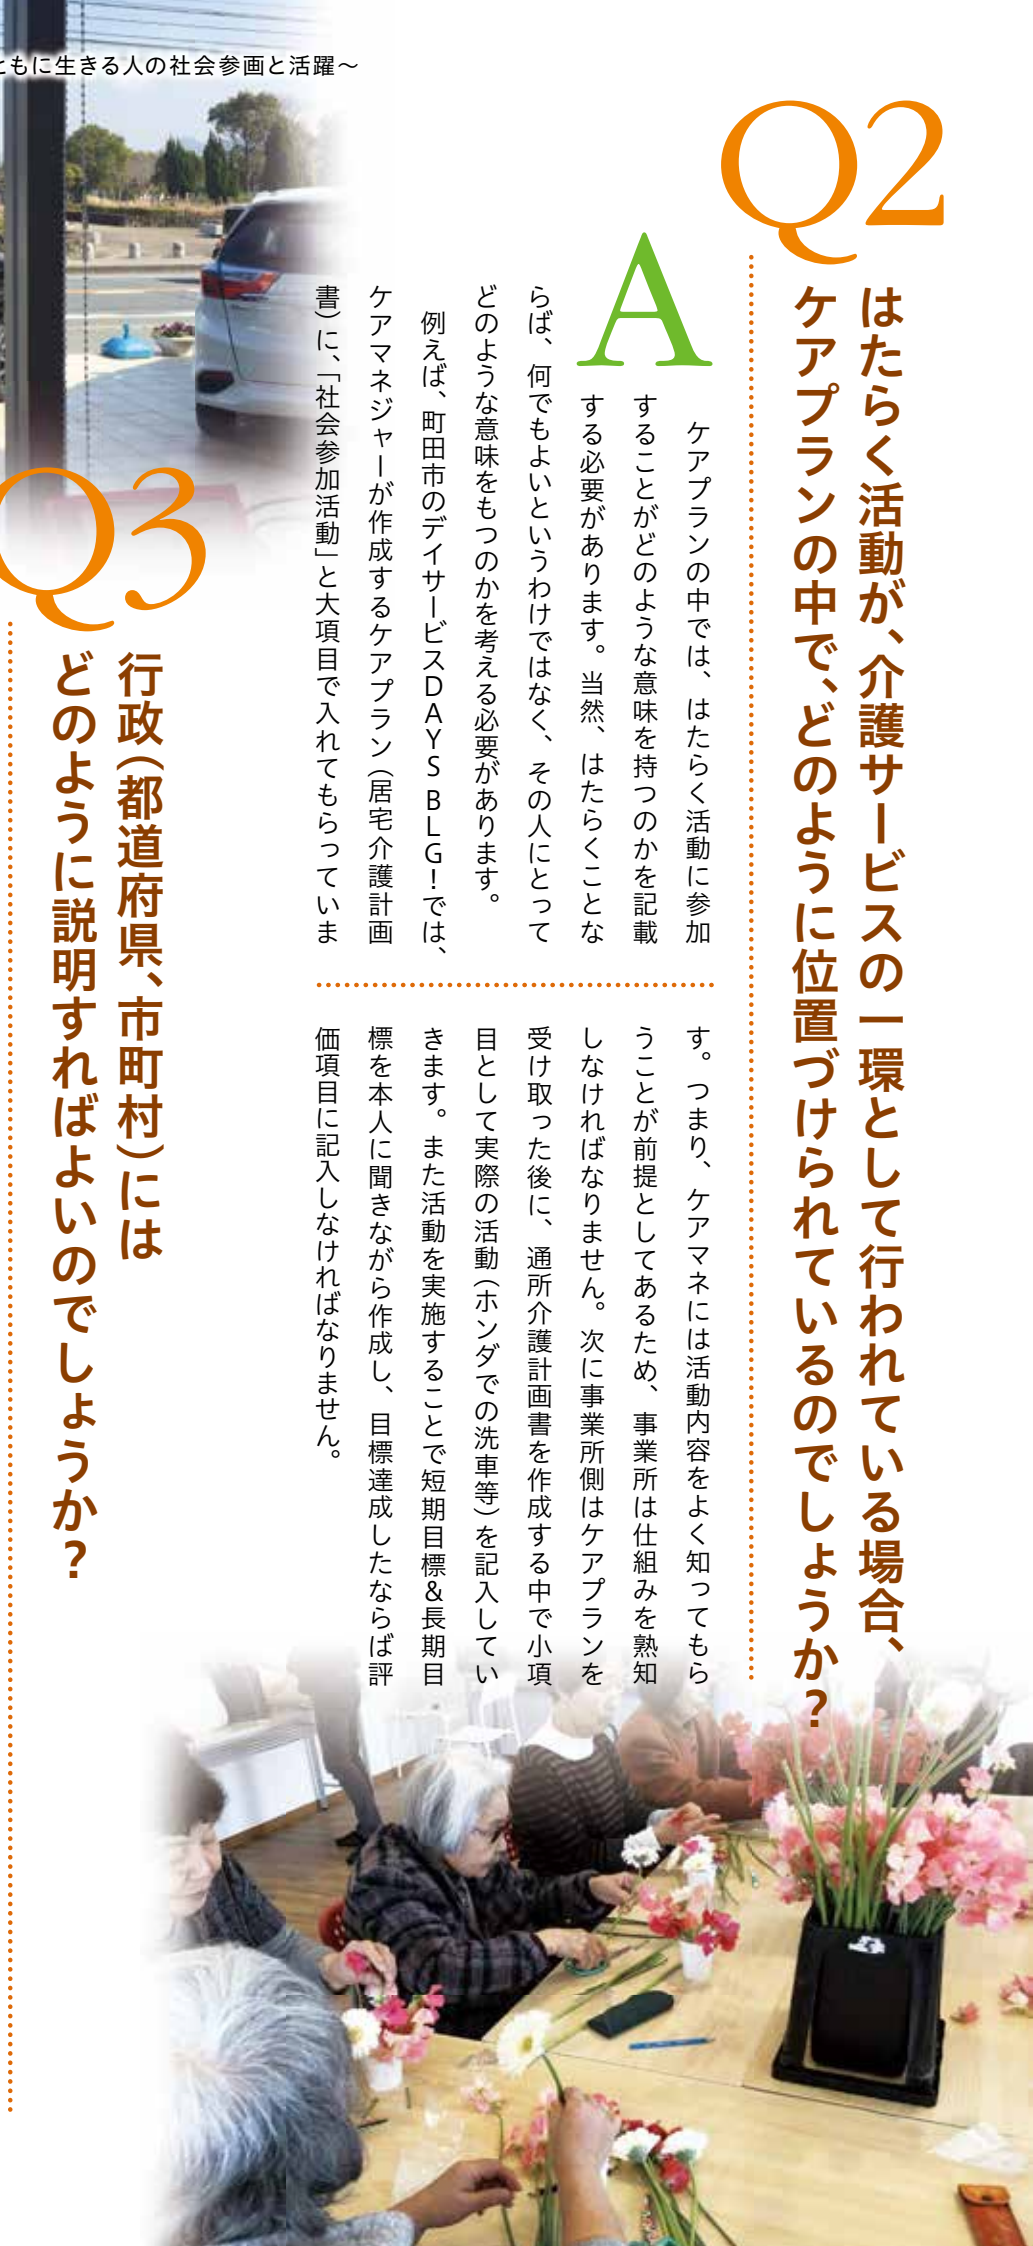 ともに生きる人の社会参画と活躍～
Q2
はたらく活動が、介護サービスの一環として行われている場合、
ケアプランの中で、どのように位置づけられているのでしょうか？
A
ケアプランの中では、はたらく活動に参加
することがどのような意味を持つのかを記載
する必要があります。当然、はたらくことな
らば、何でもよいというわけではなく、その人にとって
どのような意味をもつのかを考える必要があります。
例えば、町田市のデイサービスDAYS BLG！では、
ケアマネジャーが作成するケアプラン（居宅介護計画
書）に、「社会参加活動」と大項目で入れてもらっていま
す。つまり、ケアマネには活動内容をよく知ってもら
うことが前提としてあるため、事業所は仕組みを熟知
しなければなりません。次に事業所側はケアプランを
受け取った後に、通所介護計画書を作成する中で小項
目として実際の活動（ホンダでの洗車等）を記入してい
きます。また活動を実施することで短期目標＆長期目
標を本人に聞きながら作成し、目標達成したならば評
価項目に記入しなければなりません。
Q3
行政（都道府県、市町村）には
どのように説明すればよいのでしょうか？